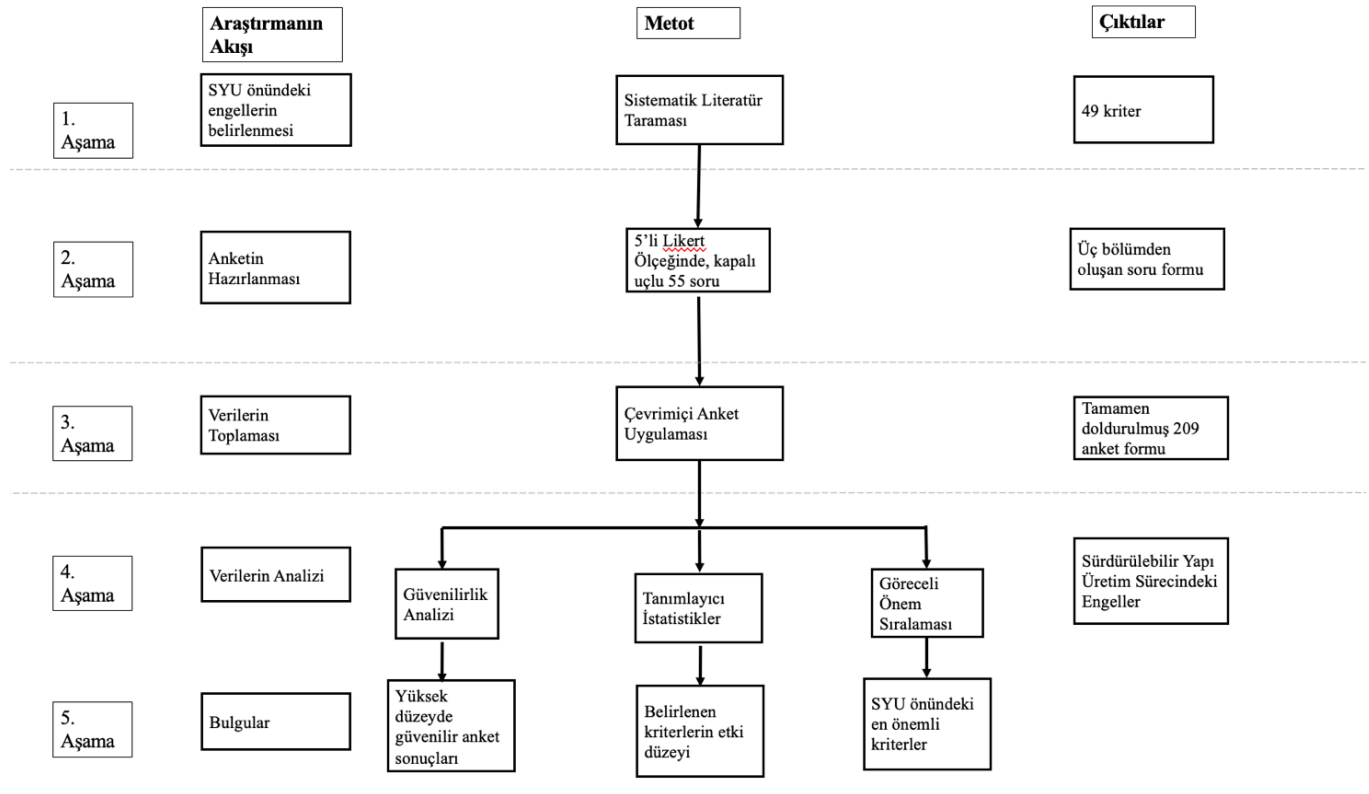 Araştırmanın
Akışı
Metot
Çıktılar
1.
Aşama
SYU önündeki
engellerin
belirlenmesi
Sistematik Literatür
Taraması
49 kriter
2.
Aşama
Anketin
Hazırlanması
5'li Likert
Ölçeğinde, kapalı
uçlu 55 soru
Üç bölümden
oluşan soru formu
3.
Aşama
Verilerin
Toplaması
Çevrimiçi Anket
Uygulaması
Tamamen
doldurulmuş 209
anket formu
4.
Aşama
Verilerin Analizi
Güvenilirlik
Analizi
Tanımlayıcı
İstatistikler
Göreceli
Önem
Sıralaması
Sürdürülebilir Yapı
Üretim Sürecindeki
Engeller
5.
Aşama
Bulgular
Yüksek
düzeyde
güvenilir anket
sonuçları
Belirlenen
kriterlerin etki
düzeyi
SYU önündeki
en önemli
kriterler